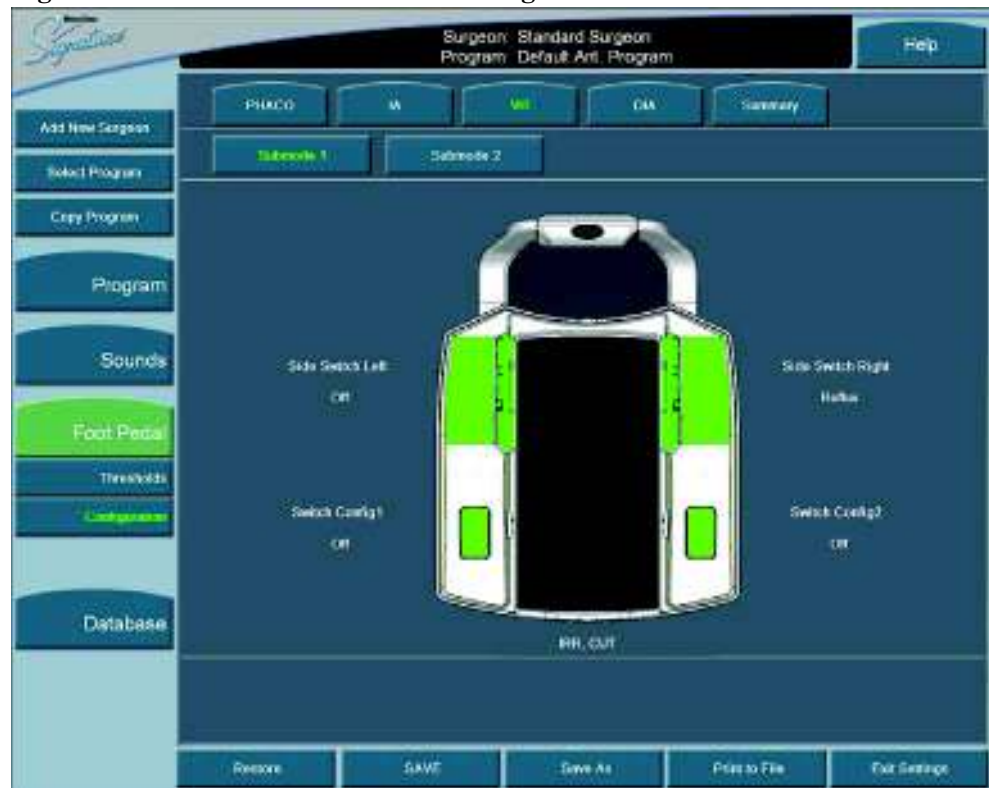 Signature
Surgeon: Standard Surgeon
Program: Default Ant. Program
Help
PHACO
IA
VIT
DIA
Summary
Add New Surgeon
Submode 1
Submode 2
Select Program
Copy Program
Program
Sounds
Side Switch Left
Off
Side Switch Right
Reflux
Foot Pedal
Thresholds
Configuration
Switch Config1
Off
Switch Config2
Off
Database
IRR, CUT
Restore
SAVE
Save As
Print to File
Exit Settings